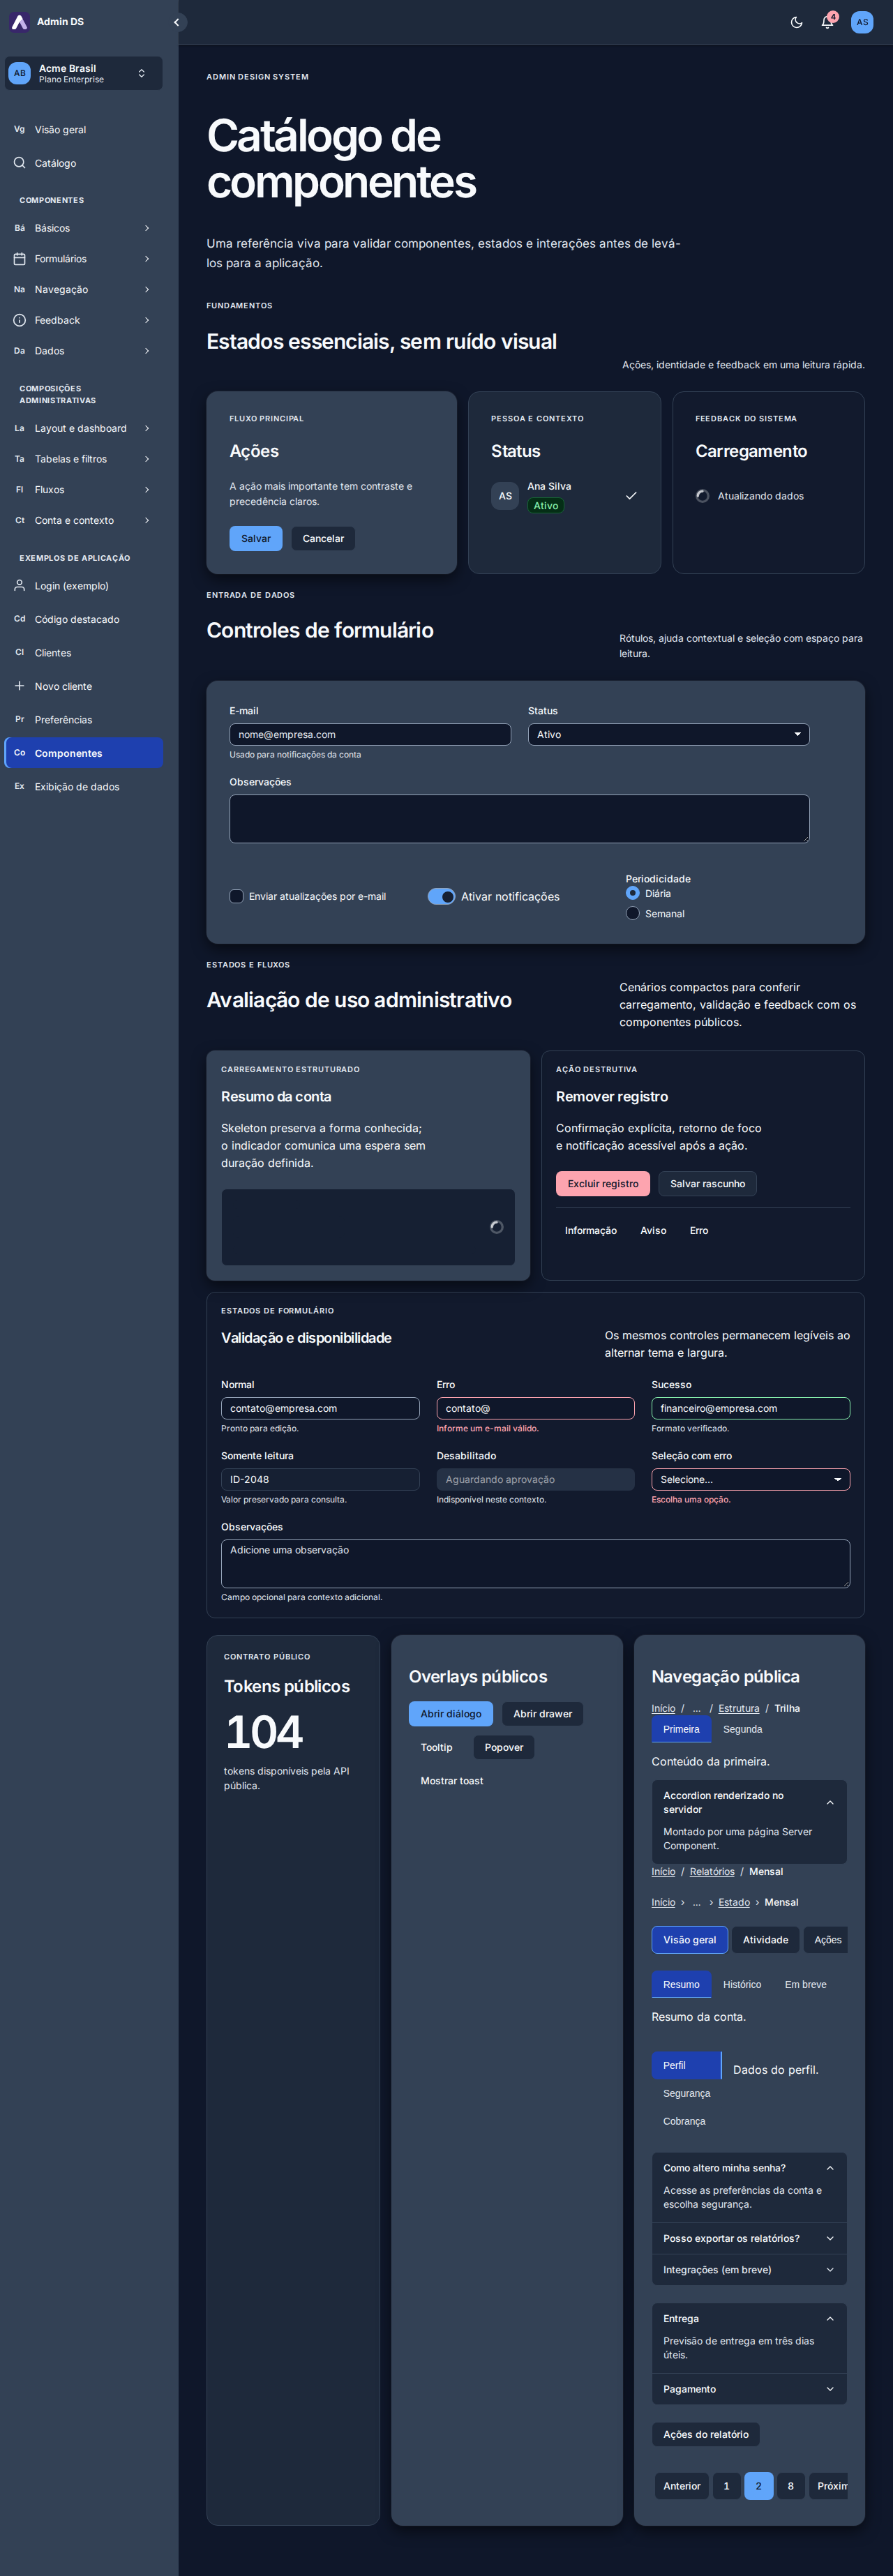 Admin DS
4
AS
AB
Acme Brasil
Plano Enterprise
Vg
Visão geral
Catálogo
COMPONENTES
Bá
Básicos
Formulários
Na
Navegação
Feedback
Da
Dados
COMPOSIÇÕES
ADMINISTRATIVAS
La
Layout e dashboard
Ta
Tabelas e filtros
Fl
Fluxos
Ct
Conta e contexto
EXEMPLOS DE APLICAÇÃO
Login (exemplo)
Cd
Código destacado
Cl
Clientes
Novo cliente
Pr
Preferências
Co
Componentes
Ex
Exibição de dados
ADMIN DESIGN SYSTEM
Catálogo de
componentes
Uma referência viva para validar componentes, estados e interações antes de levá-
los para a aplicação.
FUNDAMENTOS
Estados essenciais, sem ruído visual
Ações, identidade e feedback em uma leitura rápida.
FLUXO PRINCIPAL
Ações
A ação mais importante tem contraste e
precedência claros.
Salvar
Cancelar
PESSOA E CONTEXTO
Status
AS
Ana Silva
Ativo
FEEDBACK DO SISTEMA
Carregamento
Atualizando dados
ENTRADA DE DADOS
Controles de formulário
Rótulos, ajuda contextual e seleção com espaço para
leitura.
E-mail
nome@empresa.com
Usado para notificações da conta
Status
Ativo
Observações
Enviar atualizações por e-mail
Ativar notificações
Periodicidade
Diária
Semanal
ESTADOS E FLUXOS
Avaliação de uso administrativo
Cenários compactos para conferir
carregamento, validação e feedback com os
componentes públicos.
CARREGAMENTO ESTRUTURADO
Resumo da conta
Skeleton preserva a forma conhecida;
o indicador comunica uma espera sem
duração definida.
AÇÃO DESTRUTIVA
Remover registro
Confirmação explícita, retorno de foco
e notificação acessível após a ação.
Excluir registro
Salvar rascunho
Informação
Aviso
Erro
ESTADOS DE FORMULÁRIO
Validação e disponibilidade
Os mesmos controles permanecem legíveis ao
alternar tema e largura.
Normal
contato@empresa.com
Pronto para edição.
Erro
contato@
Informe um e-mail válido.
Sucesso
financeiro@empresa.com
Formato verificado.
Somente leitura
ID-2048
Valor preservado para consulta.
Desabilitado
Aguardando aprovação
Indisponível neste contexto.
Seleção com erro
Selecione...
Escolha uma opção.
Observações
Adicione uma observação
Campo opcional para contexto adicional.
CONTRATO PÚBLICO
Tokens públicos
104
tokens disponíveis pela API
pública.
Overlays públicos
Abrir diálogo
Abrir drawer
Tooltip
Popover
Mostrar toast
Navegação pública
Início / ... / Estrutura / Trilha
Primeira
Segunda
Conteúdo da primeira.
Accordion renderizado no
servidor
Montado por uma página Server
Component.
Início / Relatórios / Mensal
Início › ... › Estado › Mensal
Visão geral
Atividade
Ações
Resumo
Histórico
Em breve
Resumo da conta.
Perfil
Dados do perfil.
Segurança
Cobrança
Como altero minha senha?
Acesse as preferências da conta e
escolha segurança.
Posso exportar os relatórios?
Integrações (em breve)
Entrega
Previsão de entrega em três dias
úteis.
Pagamento
Ações do relatório
Anterior
1
2
8
Próxim